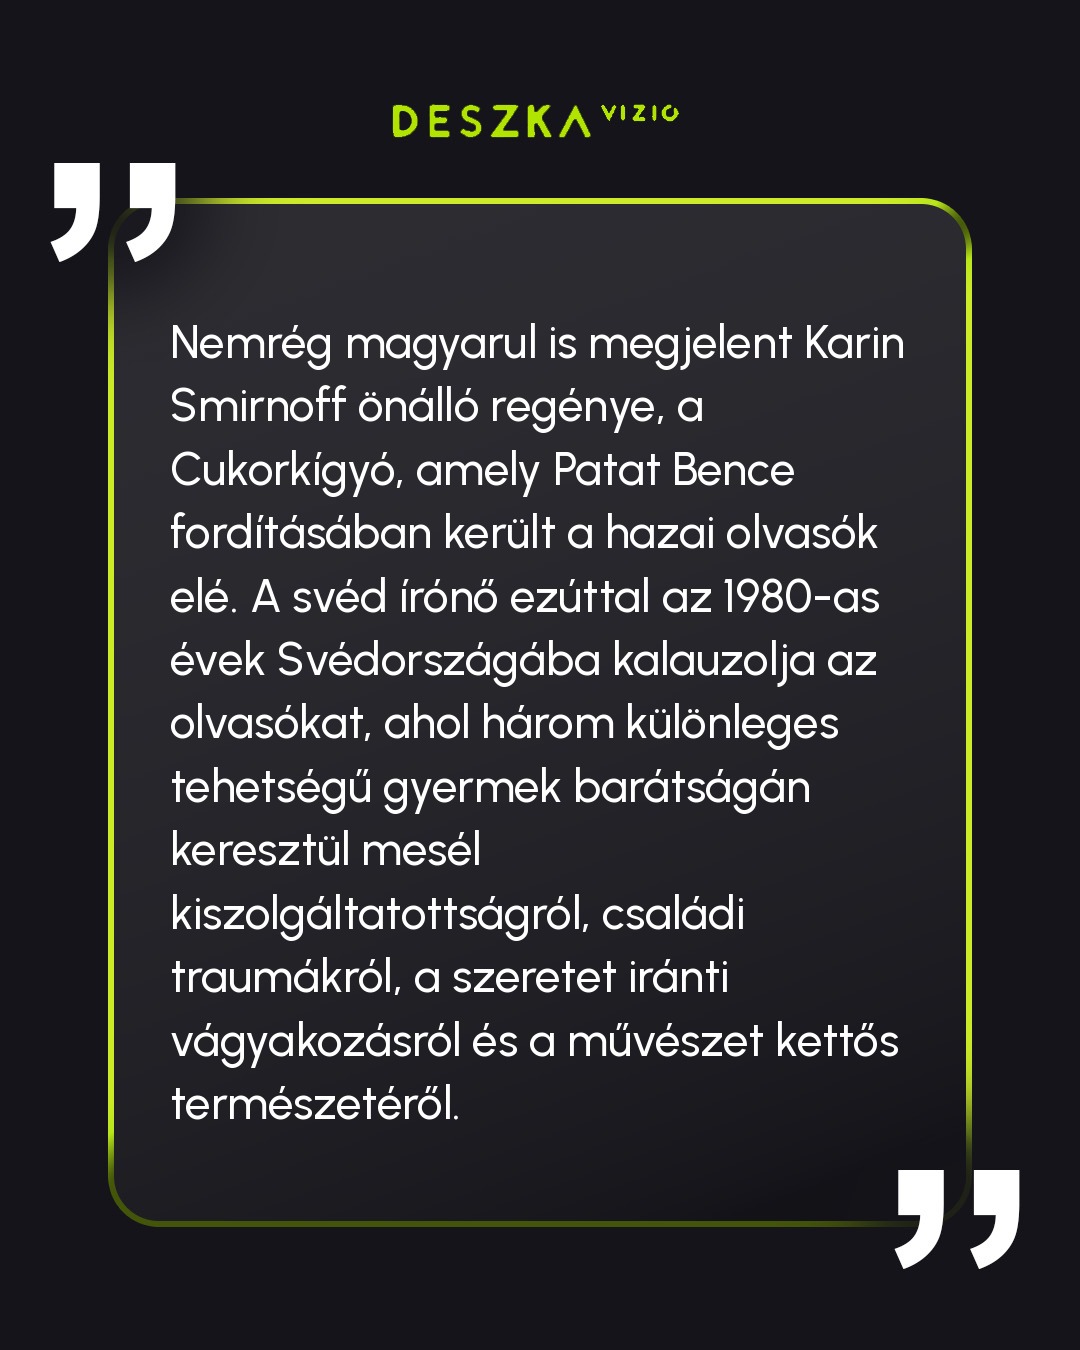 DESZKA VIZIO
”
Nemrég magyarul is megjelent Karin
Smirnoff önálló regénye, a
Cukorkígyó, amely Patat Bence
fordításában került a hazai olvasók
elé. A svéd írónő ezúttal az 1980-as
évek Svédországába kalauzolja az
olvasókat, ahol három különleges
tehetségű gyermek barátságán
keresztül mesél
kiszolgáltatottságról, családi
traumákról, a szeretet iránti
vágyakozásról és a művészet kettős
természetéről.
”